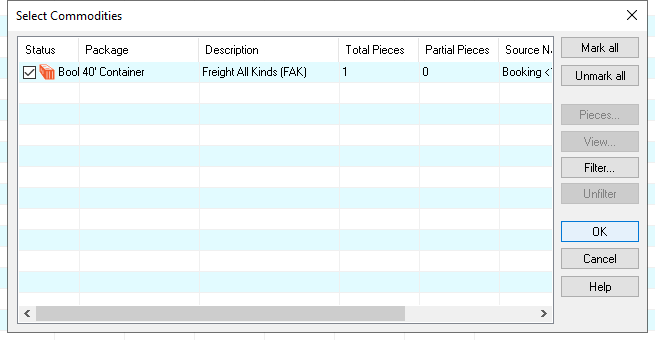 Select Commodities
Status Package Description Total Pieces Partial Pieces Source Na
Bool 40' Container Freight All Kinds (FAK) 1 0 Booking <
Mark all
Unmark all
Pieces...
View...
Filter...
Unfilter
OK
Cancel
Help